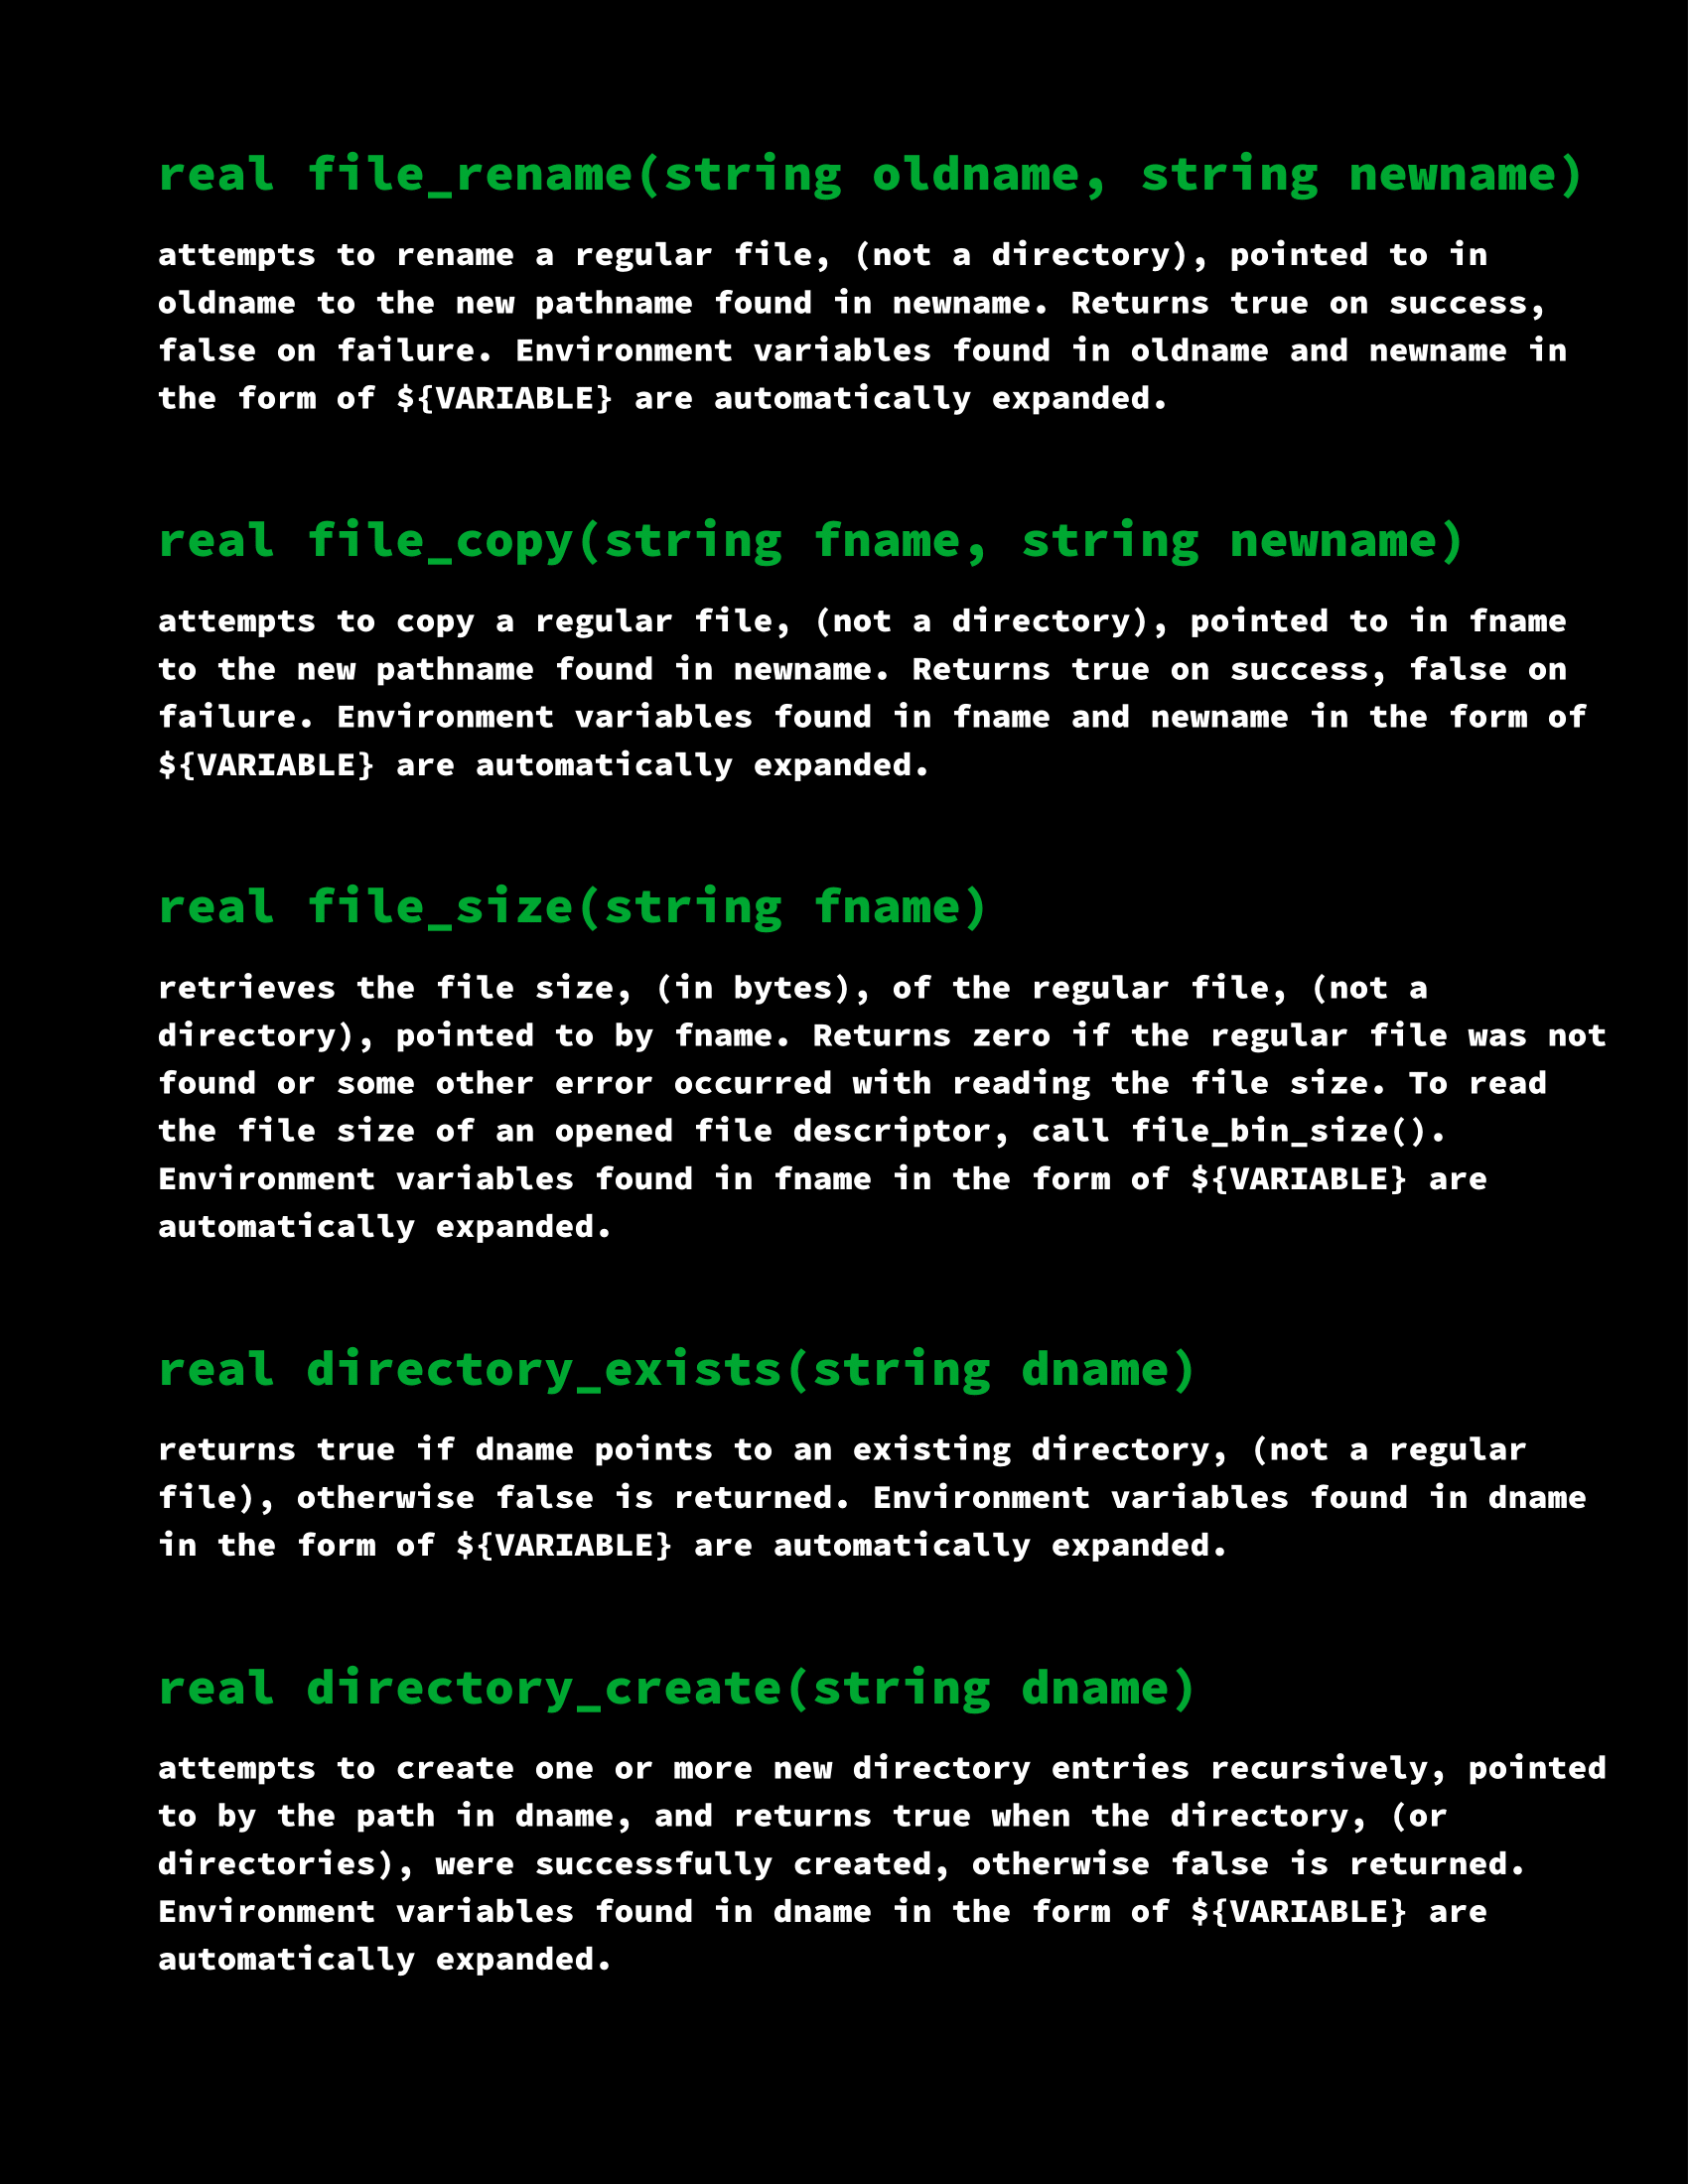 real file_rename(string oldname, string newname)
attempts to rename a regular file, (not a directory), pointed to in
oldname to the new pathname found in newname. Returns true on success,
false on failure. Environment variables found in oldname and newname in
the form of ${VARIABLE} are automatically expanded.
real file_copy(string fname, string newname)
attempts to copy a regular file, (not a directory), pointed to in fname
to the new pathname found in newname. Returns true on success, false on
failure. Environment variables found in fname and newname in the form of
${VARIABLE} are automatically expanded.
real file_size(string fname)
retrieves the file size, (in bytes), of the regular file, (not a
directory), pointed to by fname. Returns zero if the regular file was not
found or some other error occurred with reading the file size. To read
the file size of an opened file descriptor, call file_bin_size().
Environment variables found in fname in the form of ${VARIABLE} are
automatically expanded.
real directory_exists(string dname)
returns true if dname points to an existing directory, (not a regular
file), otherwise false is returned. Environment variables found in dname
in the form of ${VARIABLE} are automatically expanded.
real directory_create(string dname)
attempts to create one or more new directory entries recursively, pointed
to by the path in dname, and returns true when the directory, (or
directories), were successfully created, otherwise false is returned.
Environment variables found in dname in the form of ${VARIABLE} are
automatically expanded.